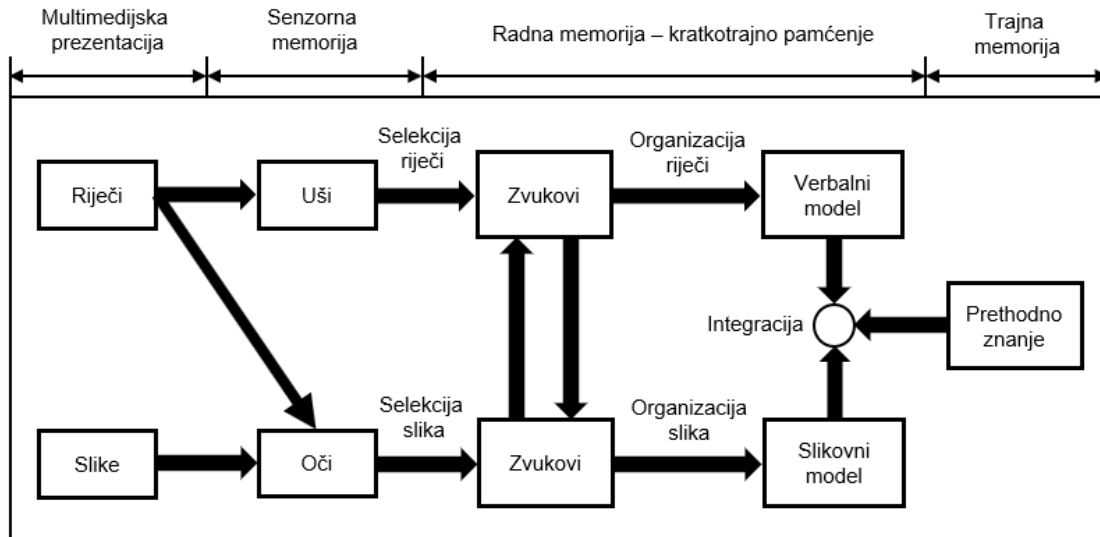 Multimedijska
prezentacija
Senzorna
memorija
Radna memorija – kratkotrajno pamćenje
Trajna
memorija
Selekcija
riječi
Organizacija
riječi
Riječi
Uši
Zvukovi
Verbalni
model
Integracija
Prethodno
znanje
Selekcija
slika
Organizacija
slika
Slike
Oči
Zvukovi
Slikovni
model